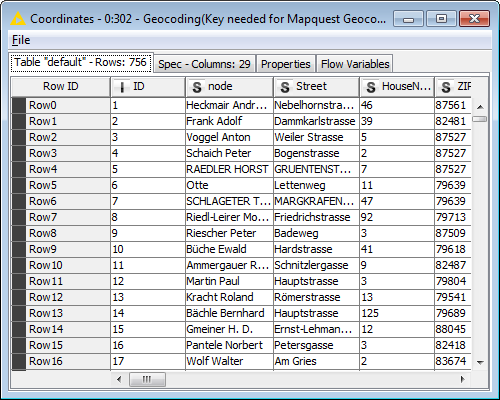 Coordinates - 0:302 - Geocoding(Key needed for Mapquest Geoco...
File
Table "default" - Rows: 756 Spec - Columns: 29 Properties Flow Variables
Row ID I ID S node S Street S HouseN... S ZIP
Row0 1 Heckmair Andr... Nebelhornstra... 46 87561
Row1 2 Frank Adolf Dammkarlstrasse 39 82481
Row2 3 Voggel Anton Weiler Strasse 5 87527
Row3 4 Schaich Peter Bogenstrasse 2 87527
Row4 5 RAEDLER HORST GRUENTENST... 7 87527
Row5 6 Otte Lettenweg 11 79639
Row6 7 SCHLAGETER T... MARGKRAFEN... 47 79639
Row7 8 Riedl-Leirer Mo... Friedrichstrasse 92 79713
Row8 9 Riescher Peter Badeweg 3 87509
Row9 10 Büche Ewald Hardstrasse 41 79618
Row10 11 Ammergauer R... Schnitzlergasse 9 82487
Row11 12 Martin Paul Hauptstrasse 3 79804
Row12 13 Kracht Roland Römerstrasse 13 79541
Row13 14 Bächle Bernhard Hauptstrasse 125 79689
Row14 15 Gmeiner H. D. Ernst-Lehman... 12 88045
Row15 16 Pantele Norbert Petersgasse 3 82418
Row16 17 Wolf Walter Am Gries 2 83674